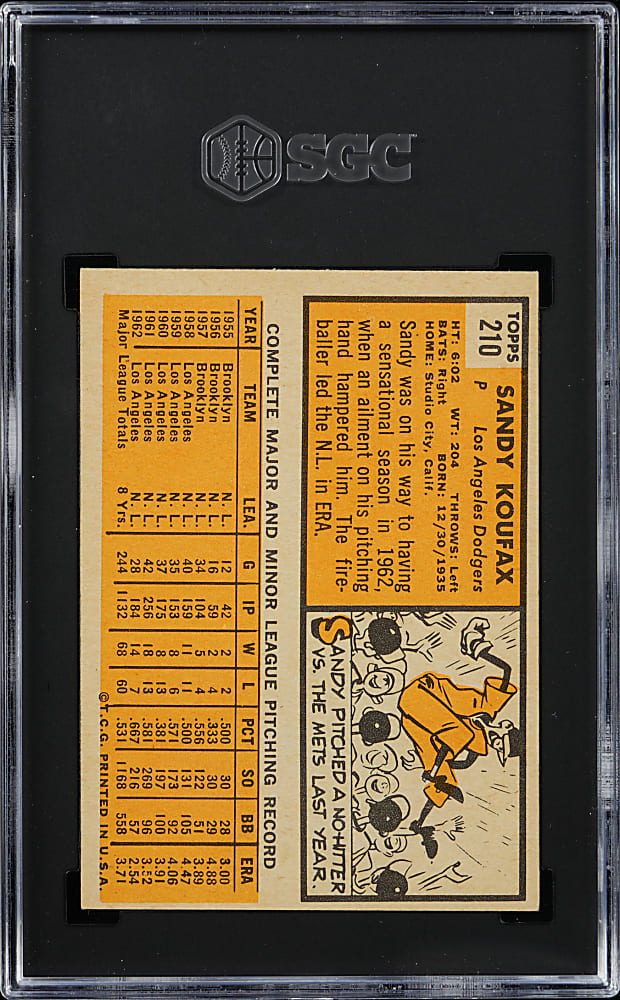 SGC
TOPPS
210
SANDY KOUFAX
P Los Angeles Dodgers
HT: 6:02 WT: 204 THROWS: Left
BATS: Right BORN: 12/30/1935
HOME: Studio City, Calif.
Sandy was on his way to having
a sensational season in 1962,
when an ailment on his pitching
hand hampered him. The fire-
baller led the N.L. in ERA.
SANDY PITCHED A NO-HITTER
VS. THE METS LAST YEAR.
COMPLETE MAJOR AND MINOR LEAGUE PITCHING RECORD
YEAR TEAM LEA. G IP W L PCT SO BB ERA
1955 Brooklyn N. L. 12 42 2 2 .500 30 28 3.00
1956 Brooklyn N. L. 16 59 2 4 .333 30 29 4.88
1957 Brooklyn N. L. 34 104 5 4 .556 122 51 3.89
1958 Los Angeles N. L. 40 159 11 11 .500 131 105 4.47
1959 Los Angeles N. L. 35 153 8 6 .571 173 92 4.06
1960 Los Angeles N. L. 37 175 8 13 .381 197 100 3.91
1961 Los Angeles N. L. 42 256 18 13 .581 269 96 3.52
1962 Los Angeles N. L. 28 184 14 7 .667 216 57 2.54
Major League Totals 8 Yrs. 244 1132 68 60 .531 1168 558 3.71
©T.C.G. PRINTED IN U.S.A.